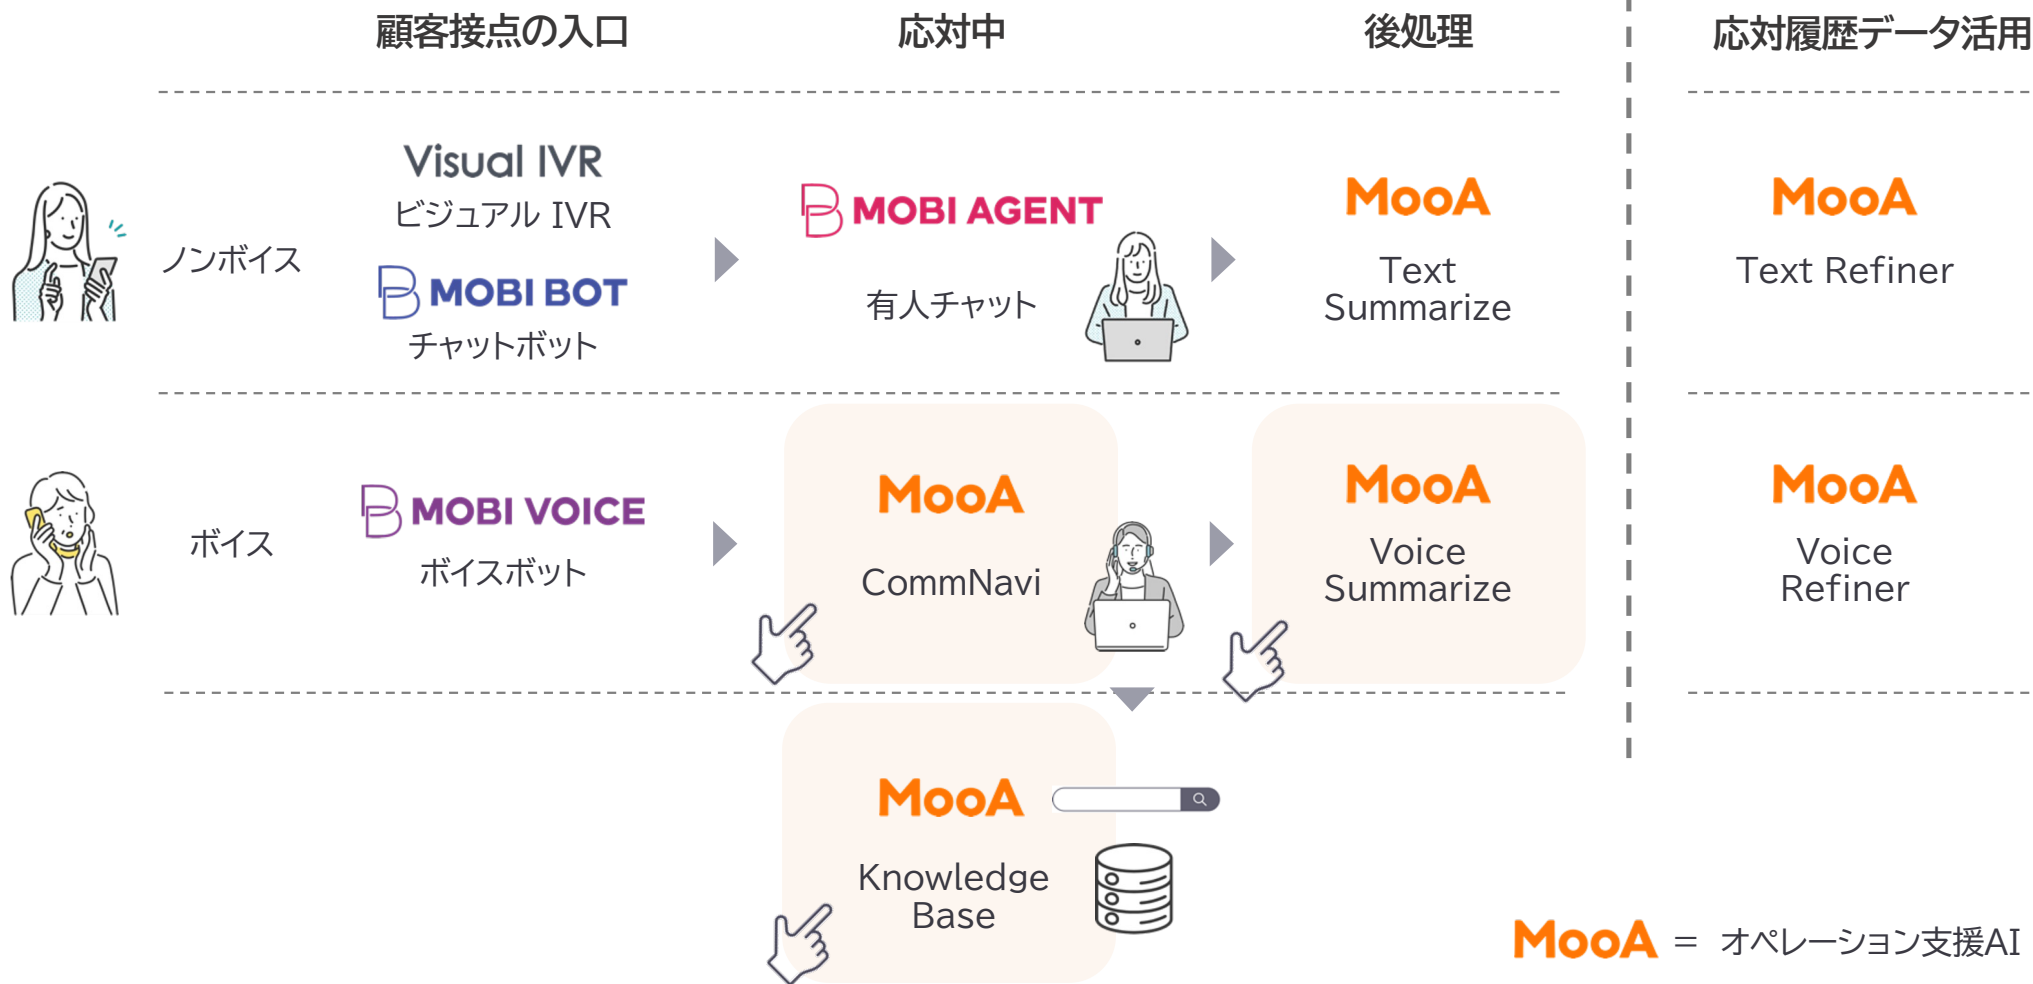 顧客接点の入口
応対中
後処理
応対履歴データ活用
ノンボイス
Visual IVR
ビジュアル IVR
MOBI BOT
チャットボット
MOBI AGENT
有人チャット
MooA
Text
Summarize
MooA
Text Refiner
ボイス
MOBI VOICE
ボイスボット
MooA
CommNavi
MooA
Voice
Summarize
MooA
Voice
Refiner
MooA
Knowledge
Base
MooA = オペレーション支援AI